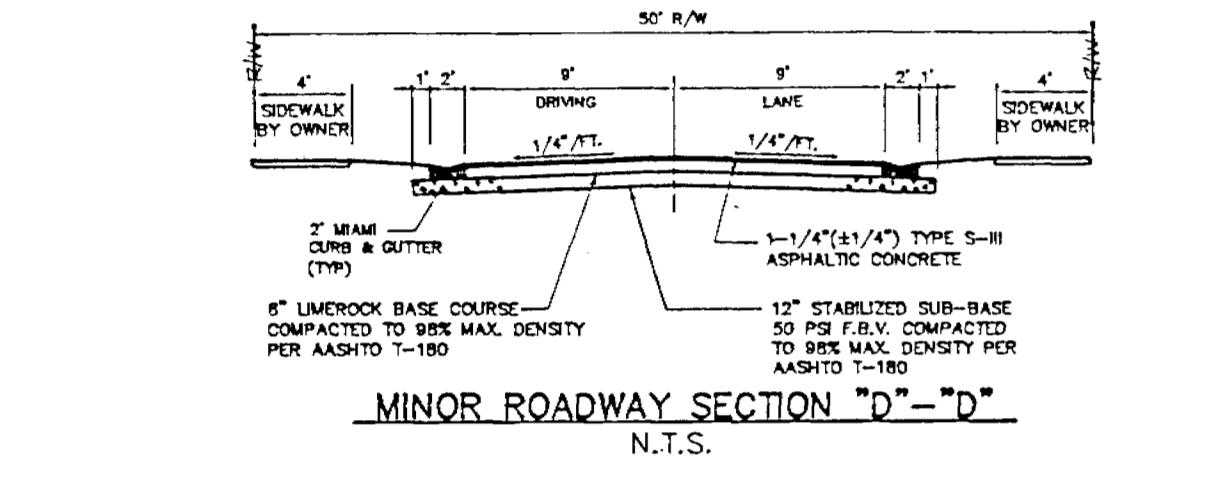 50' R/W
4' 1' 2' 9' 9' 2' 1' 4'
SIDEWALK
BY OWNER
DRIVING LANE
SIDEWALK
BY OWNER
1/4"/FT. 1/4"/FT.
2' MIAMI
CURB & GUTTER
(TYP)
1-1/4"(±1/4") TYPE S-III
ASPHALTIC CONCRETE
LIMEROCK BASE COURSE
COMPACTED TO 98% MAX. DENSITY
PER AASHTO T-180
12" STABILIZED SUB-BASE
50 PSI F.B.V. COMPACTED
TO 98% MAX. DENSITY PER
AASHTO T-180
MINOR ROADWAY SECTION "D"-"D"
N.T.S.